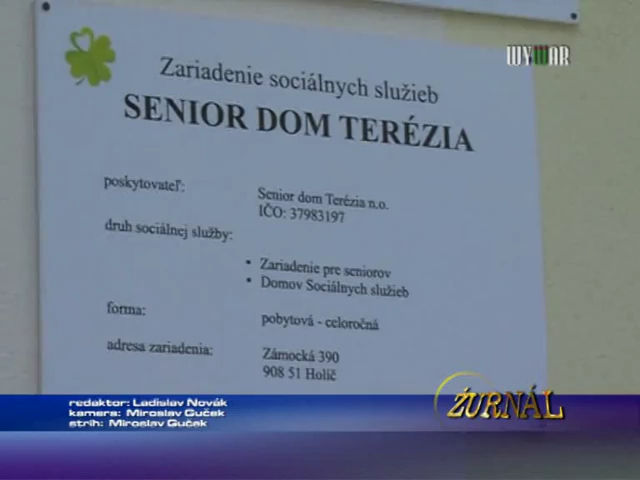 WYWAR
Zariadenie sociálnych služieb
SENIOR DOM TERÉZIA
poskytovateľ:
Senior dom Terézia n.o.
IČO: 37983197
druh sociálnej služby:
• Zariadenie pre seniorov
• Domov Sociálnych služieb
forma:
pobytová - celoročná
adresa zariadenia:
Zámocká 390
908 51 Holíč
redaktor: Ladislav Novák
kamera: Miroslav Guček
strih: Miroslav Guček
ŽURNÁL